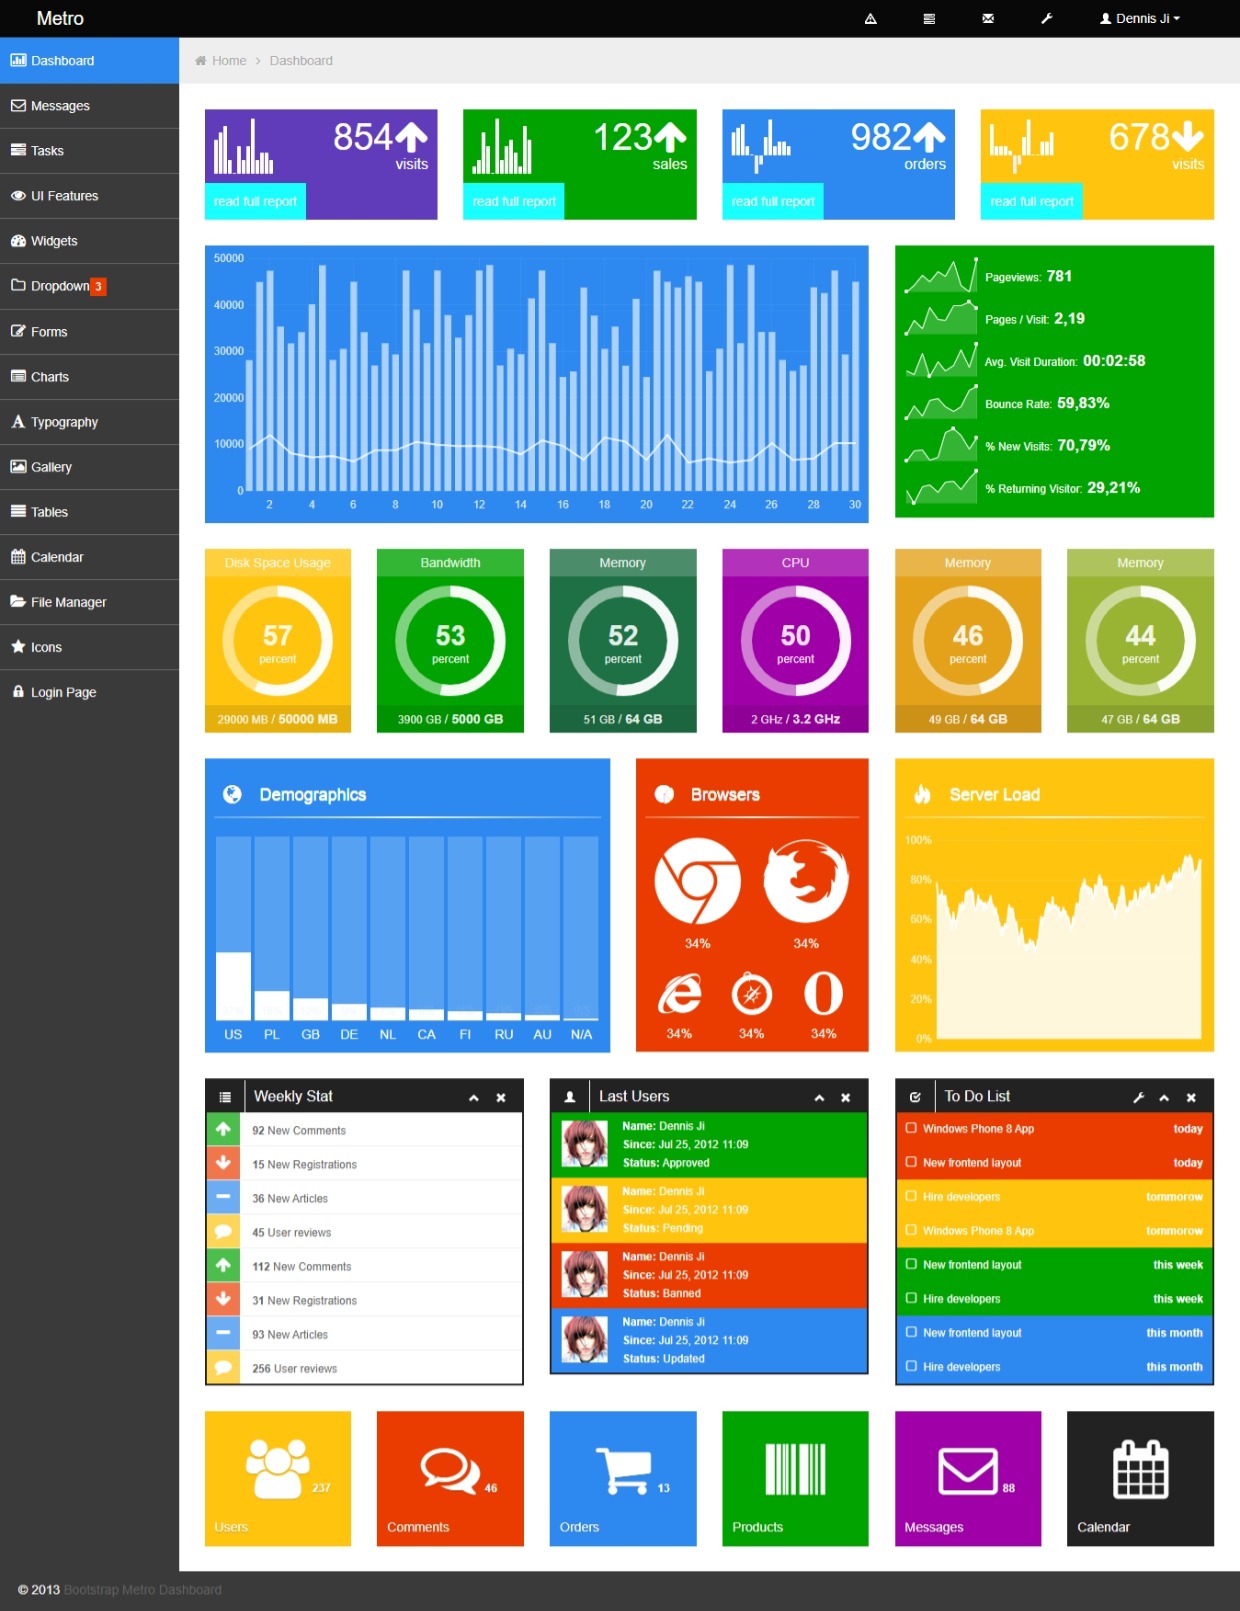 Metro
Dennis Ji
Dashboard
Messages
Tasks
UI Features
Widgets
Dropdown 3
Forms
Charts
Typography
Gallery
Tables
Calendar
File Manager
Icons
Login Page
Home > Dashboard
854
visits
read full report
123
sales
read full report
982
orders
read full report
678
visits
read full report
50000
40000
30000
20000
10000
0
2 4 6 8 10 12 14 16 18 20 22 24 26 28 30
Pageviews: 781
Pages / Visit: 2,19
Avg. Visit Duration: 00:02:58
Bounce Rate: 59,83%
% New Visits: 70,79%
% Returning Visitor: 29,21%
Disk Space Usage
57
percent
29000 MB / 50000 MB
Bandwidth
53
percent
3900 GB / 5000 GB
Memory
52
percent
51 GB / 64 GB
CPU
50
percent
2 GHz / 3.2 GHz
Memory
46
percent
49 GB / 64 GB
Memory
44
percent
47 GB / 64 GB
Demographics
US PL GB DE NL CA FI RU AU N/A
Browsers
34% 34%
34% 34% 34%
Server Load
100%
80%
60%
40%
20%
0%
Weekly Stat
92 New Comments
15 New Registrations
36 New Articles
45 User reviews
112 New Comments
31 New Registrations
93 New Articles
256 User reviews
Last Users
Name: Dennis Ji
Since: Jul 25, 2012 11:09
Status: Approved
Name: Dennis Ji
Since: Jul 25, 2012 11:09
Status: Pending
Name: Dennis Ji
Since: Jul 25, 2012 11:09
Status: Banned
Name: Dennis Ji
Since: Jul 25, 2012 11:09
Status: Updated
To Do List
Windows Phone 8 App today
New frontend layout today
Hire developers tommorow
Windows Phone 8 App tommorow
New frontend layout this week
Hire developers this week
New frontend layout this month
Hire developers this month
237
Users
46
Comments
13
Orders
Products
88
Messages
Calendar
© 2013 Bootstrap Metro Dashboard